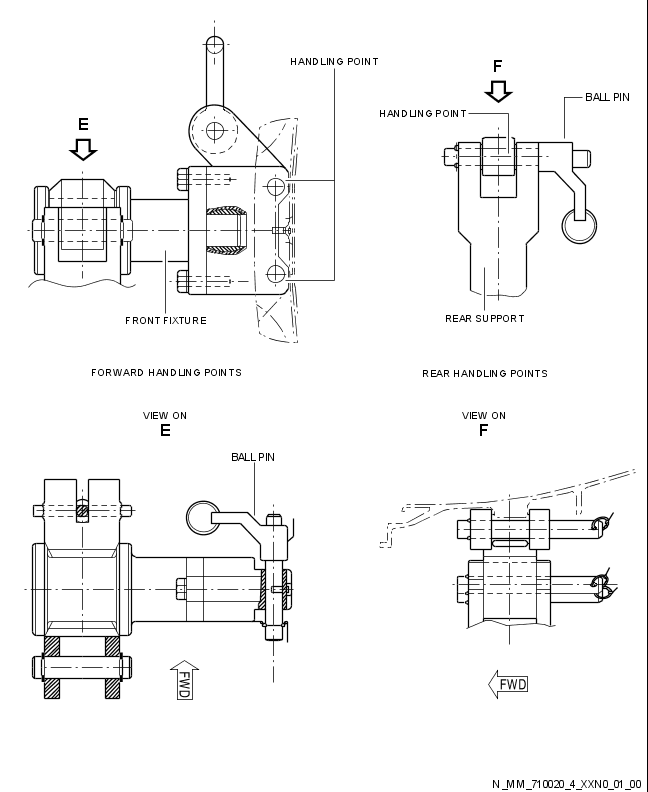 HANDLING POINT
F
BALL PIN
HANDLING POINT
E
FRONT FIXTURE
REAR SUPPORT
FORWARD HANDLING POINTS
REAR HANDLING POINTS
VIEW ON
E
VIEW ON
F
BALL PIN
FWD
FWD
N_MM_710020_4_XXN0_01_00